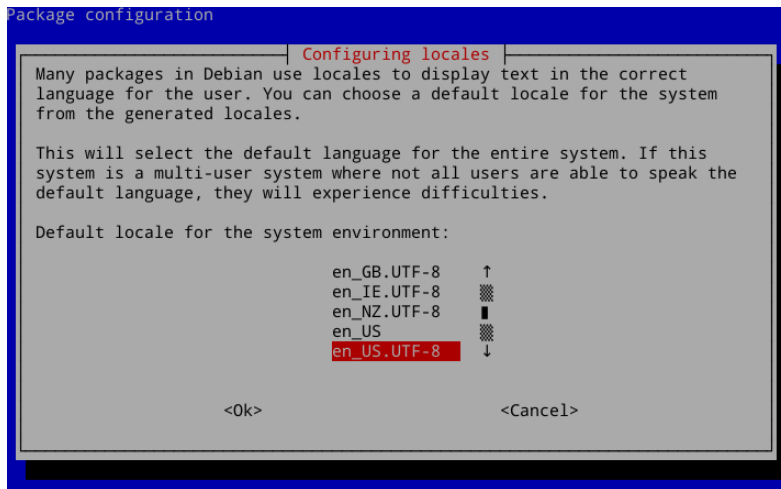 Package configuration
Configuring locales
Many packages in Debian use locales to display text in the correct
language for the user. You can choose a default locale for the system
from the generated locales.
This will select the default language for the entire system. If this
system is a multi-user system where not all users are able to speak the
default language, they will experience difficulties.
Default locale for the system environment:
en_GB.UTF-8 ↑
en_IE.UTF-8
en_NZ.UTF-8
en_US
en_US.UTF-8 ↓
<Ok> <Cancel>